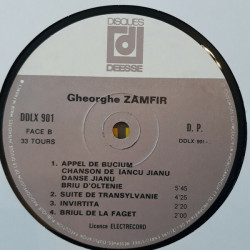 DISQUES
DEESSE
Gheorghe ZAMFIR
DDLX 901
FACE B
33 TOURS
D. P.
DDLX 901-
1. APPEL DE BUCIUM
CHANSON DE IANCU JIANU
DANSE JIANU
BRIU D'OLTENIE 5'45
2. SUITE DE TRANSYLVANIE 4'25
3. INVIRTITA 2'00
4. BRIUL DE LA FAGET 2'20
Licence ELECTRECORD